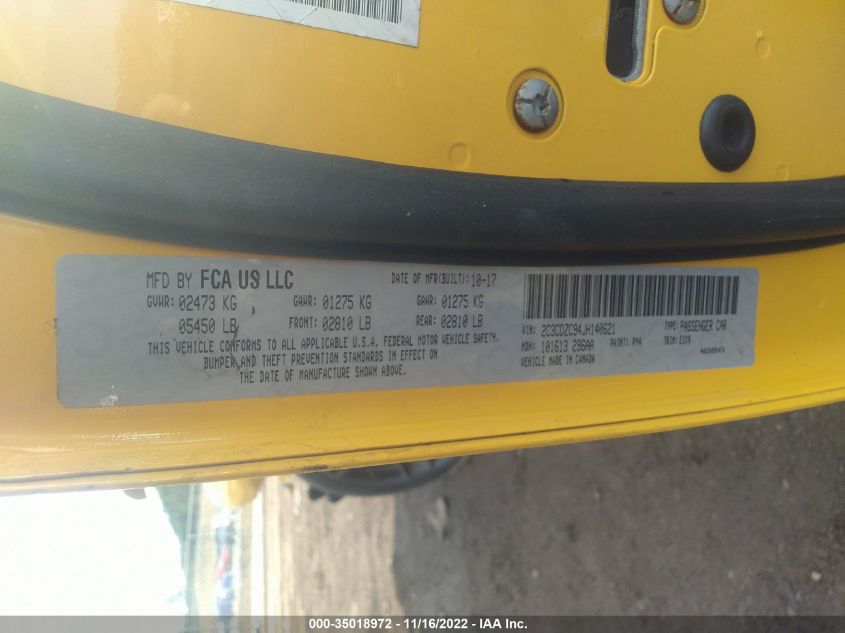 MFD BY FCA US LLC
DATE OF MFR(BUILT): 10-17
GVWR: 02473 KG
GAWR: 01275 KG
GAWR: 01275 KG
05450 LB
FRONT: 02810 LB
REAR: 02810 LB
THIS VEHICLE CONFORMS TO ALL APPLICABLE U.S.A. FEDERAL MOTOR VEHICLE SAFETY,
BUMPER AND THEFT PREVENTION STANDARDS IN EFFECT ON
THE DATE OF MANUFACTURE SHOWN ABOVE.
VIN: 2C3CDZC94JH140621
TYPE: PASSENGER CAR
MDH: 101613 296AA
PAINT: PY4
TRIM:
VEHICLE MADE IN CANADA
000-35018972 - 11/16/2022 - IAA Inc.